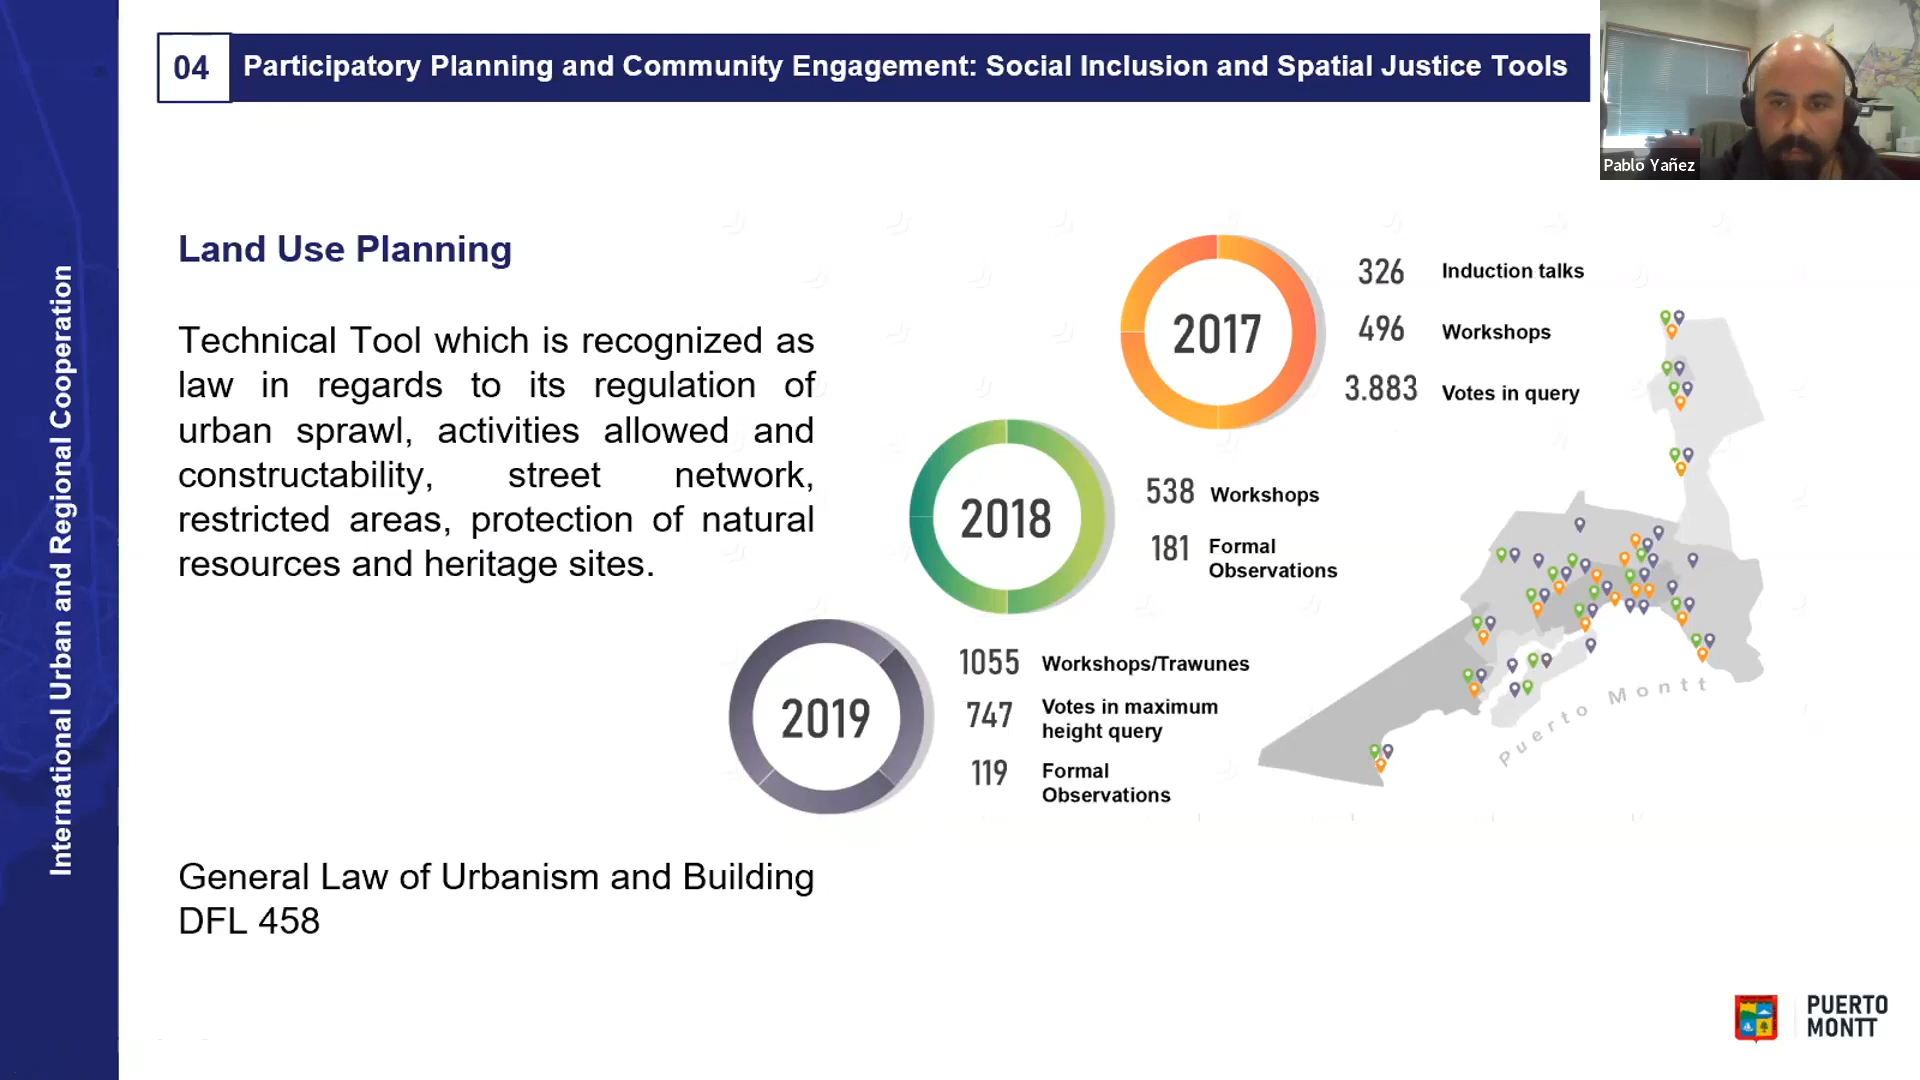 04
Participatory Planning and Community Engagement: Social Inclusion and Spatial Justice Tools
Pablo Yañez
International Urban and Regional Cooperation
Land Use Planning
Technical Tool which is recognized as
law in regards to its regulation of
urban sprawl, activities allowed and
constructability, street network,
restricted areas, protection of natural
resources and heritage sites.
General Law of Urbanism and Building
DFL 458
2017
326 Induction talks
496 Workshops
3.883 Votes in query
2018
538 Workshops
181 Formal
Observations
2019
1055 Workshops/Trawunes
747 Votes in maximum
height query
119 Formal
Observations
Puerto Montt
PUERTO
MONTT